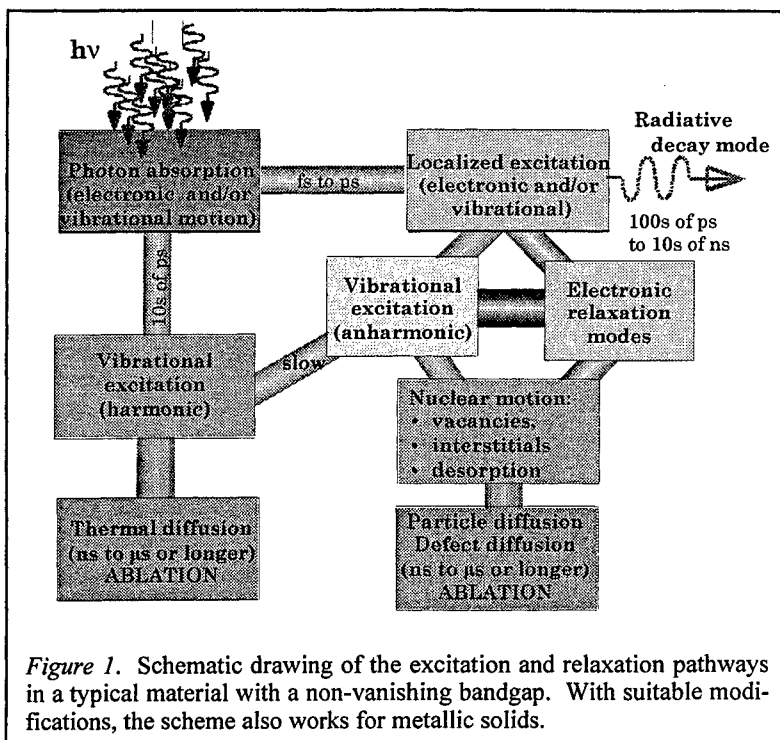 hν
Photon absorption
(electronic and/or
vibrational motion)
fs to ps
Localized excitation
(electronic and/or
vibrational)
Radiative
decay mode
100s of ps
to 10s of ns
10s of ps
Vibrational
excitation
(anharmonic)
Electronic
relaxation
modes
Vibrational
excitation
(harmonic)
slow
Nuclear motion:
• vacancies,
• interstitials
• desorption
Thermal diffusion
(ns to μs or longer)
ABLATION
Particle diffusion
Defect diffusion
(ns to μs or longer)
ABLATION
Figure 1. Schematic drawing of the excitation and relaxation pathways
in a typical material with a non-vanishing bandgap. With suitable modi-
fications, the scheme also works for metallic solids.